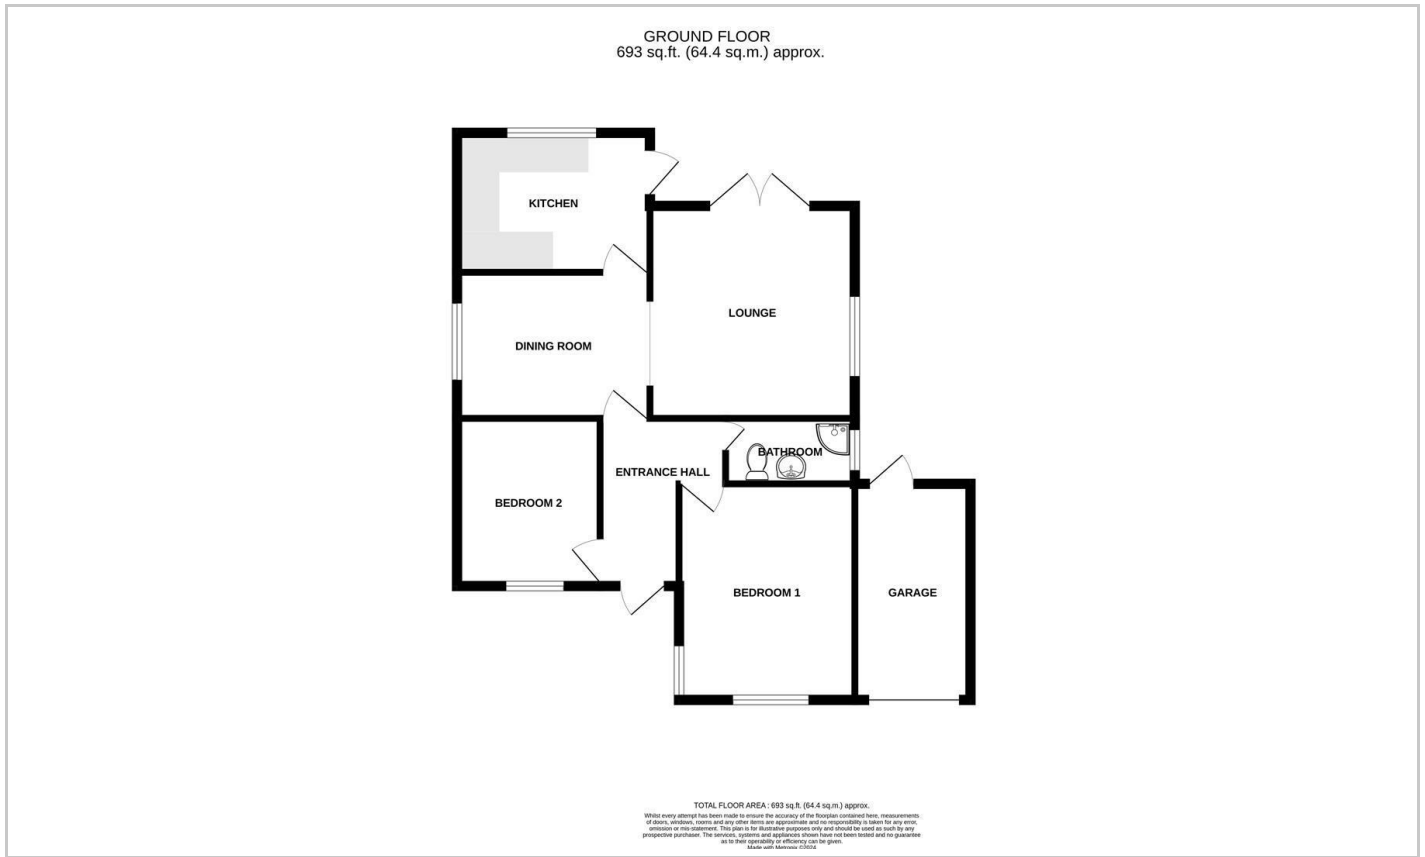 GROUND FLOOR
693 sq.ft. (64.4 sq.m.) approx.
KITCHEN
LOUNGE
DINING ROOM
BATHROOM
ENTRANCE HALL
BEDROOM 2
BEDROOM 1
GARAGE
TOTAL FLOOR AREA : 693 sq.ft. (64.4 sq.m.) approx.
Whilst every attempt has been made to ensure the accuracy of the floorplan contained here, measurements
of doors, windows, rooms and any other items are approximate and no responsibility is taken for any error,
omission or mis-statement. This plan is for illustrative purposes only and should be used as such by any
prospective purchaser. The services, systems and appliances shown have not been tested and no guarantee
as to their operability or efficiency can be given.
Made with Metropix ©2024